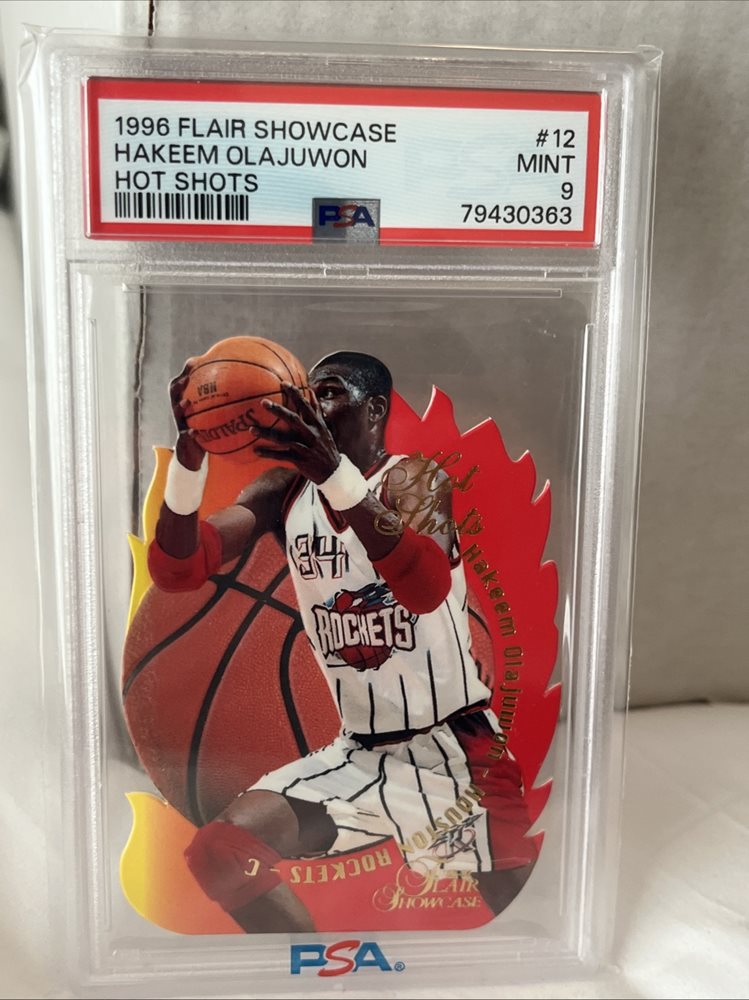 1996 FLAIR SHOWCASE
HAKEEM OLAJUWON
HOT SHOTS
#12
MINT
9
79430363
PSA
NBA
SPALDING
Hot
Shots
Hakeem Olajuwon - HOUSTON ROCKETS - C
34
ROCKETS
FLAIR
SHOWCASE
PSA®